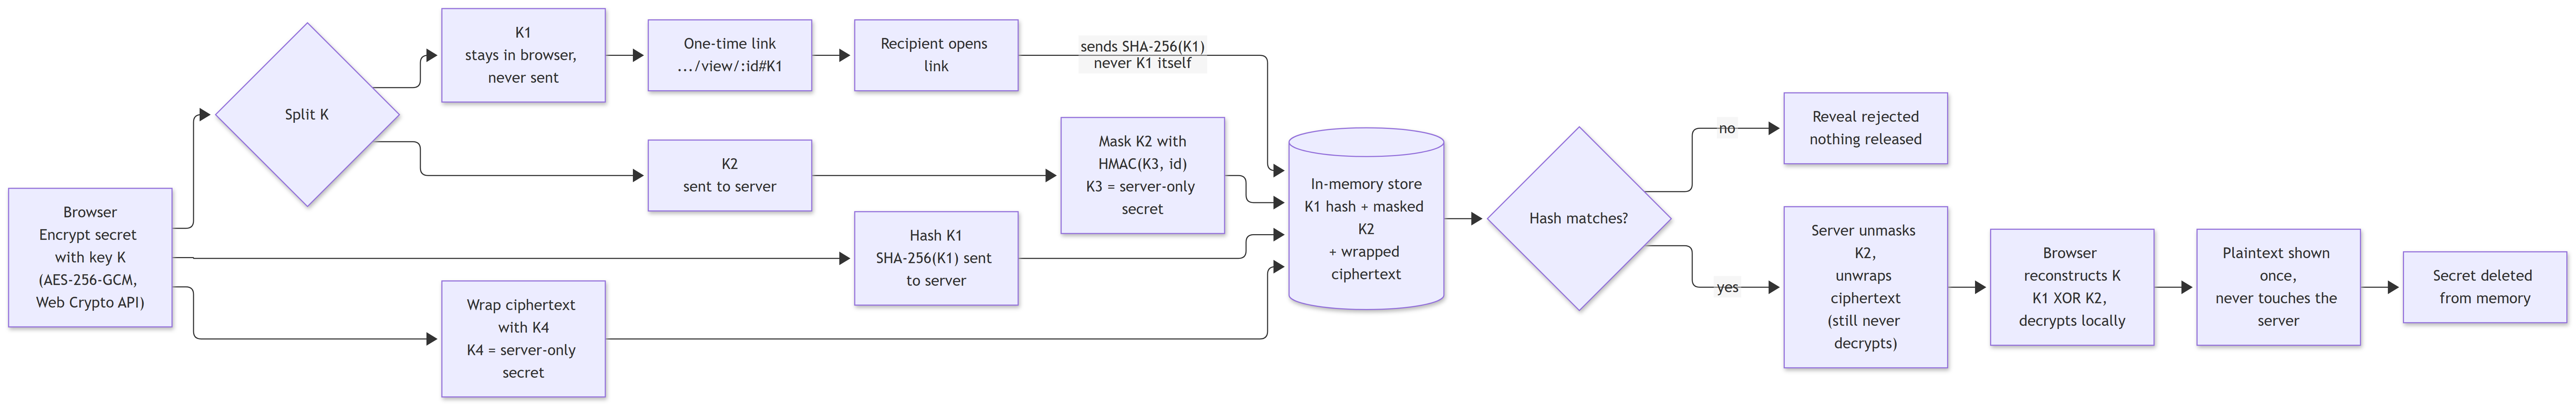 Browser
Encrypt secret
with key K
(AES-256-GCM,
Web Crypto API)
Split K
K1
stays in browser,
never sent
One-time link
.../view/:id#K1
Recipient opens
link
sends SHA-256(K1)
never K1 itself
K2
sent to server
Mask K2 with
HMAC(K3, id)
K3 = server-only
secret
Hash K1
SHA-256(K1) sent
to server
Wrap ciphertext
with K4
K4 = server-only
secret
In-memory store
K1 hash + masked
K2
+ wrapped
ciphertext
Hash matches?
no
Reveal rejected
nothing released
yes
Server unmasks
K2,
unwraps
ciphertext
(still never
decrypts)
Browser
reconstructs K
K1 XOR K2,
decrypts locally
Plaintext shown
once,
never touches the
server
Secret deleted
from memory